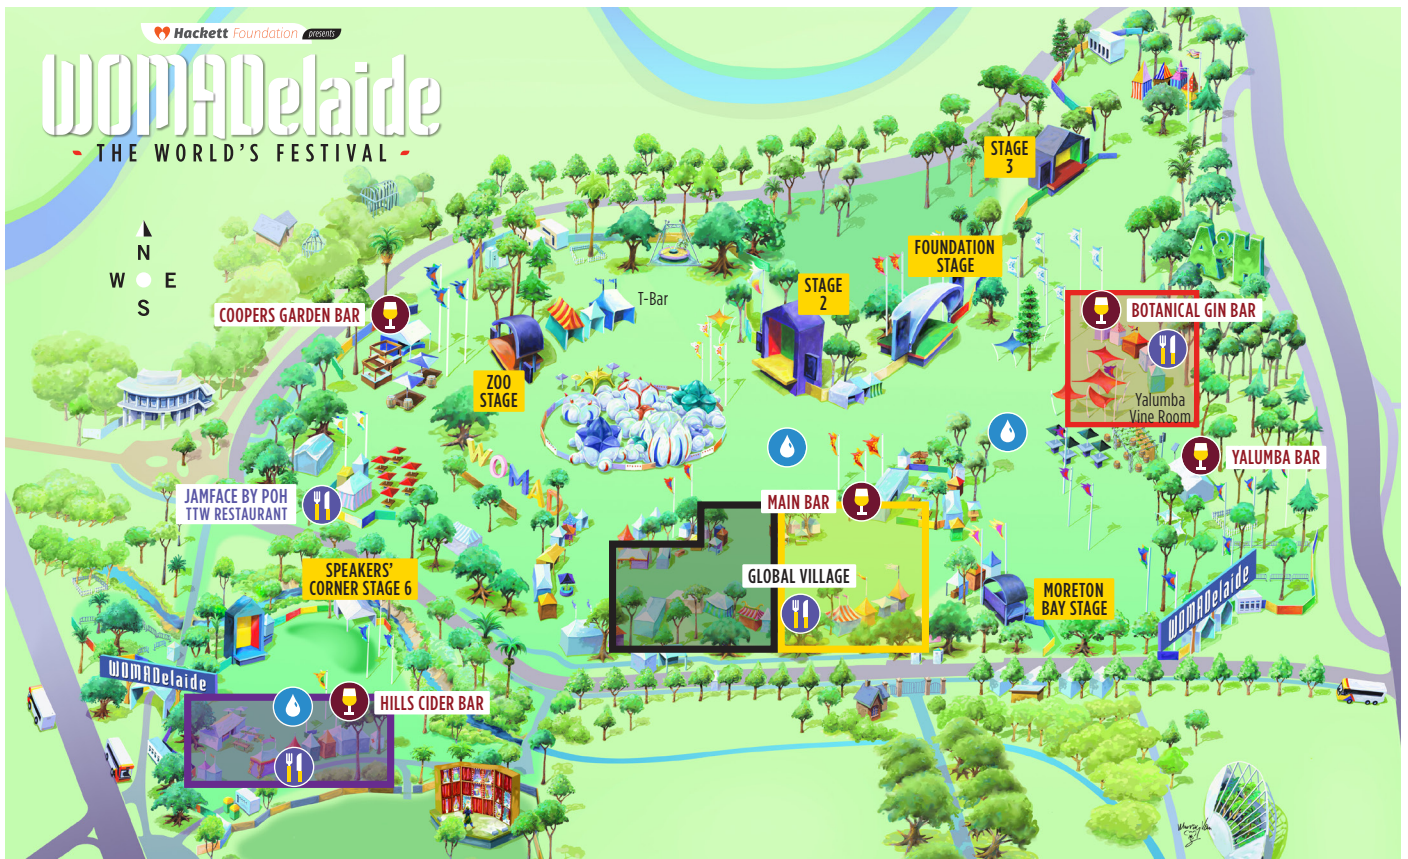 Hackett Foundation presents
WOMADelaide
THE WORLD'S FESTIVAL
N
W E
S
STAGE
3
FOUNDATION
STAGE
STAGE
2
T-Bar
COOPERS GARDEN BAR
BOTANICAL GIN BAR
Yalumba
Vine Room
ZOO
STAGE
WOMAD
YALUMBA BAR
JAMFACE BY POH
TTW RESTAURANT
MAIN BAR
GLOBAL VILLAGE
SPEAKERS'
CORNER STAGE 6
MORETON
BAY STAGE
WOMADelaide
WOMADelaide
HILLS CIDER BAR